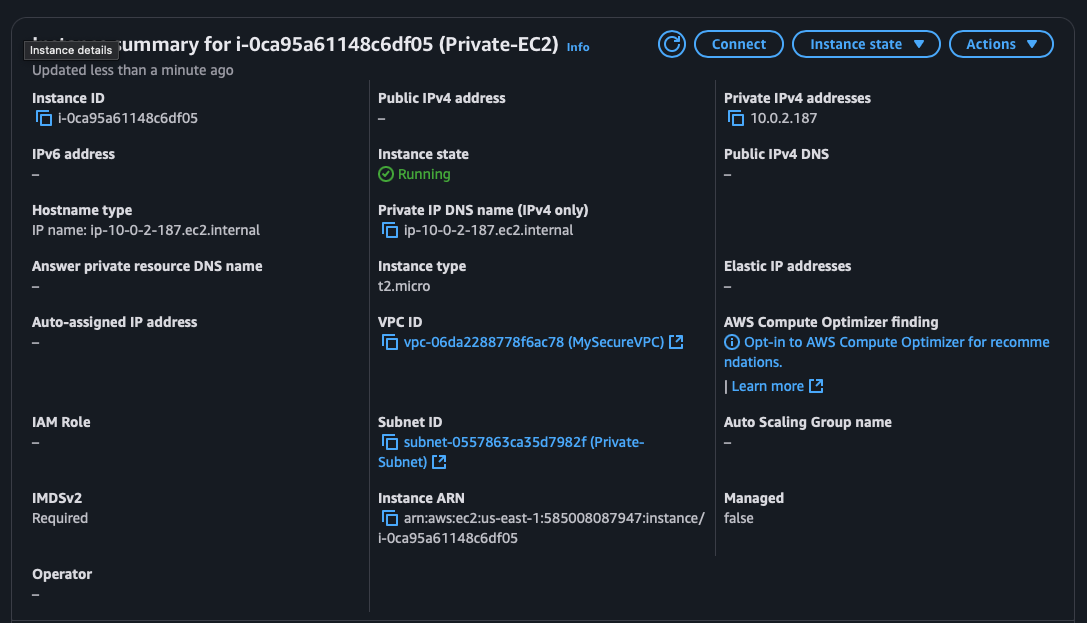 Instance summary for i-0ca95a61148c6df05 (Private-EC2) Info
Instance details
Connect
Instance state
Actions
Updated less than a minute ago
Instance ID
i-0ca95a61148c6df05
Public IPv4 address
–
Private IPv4 addresses
10.0.2.187
IPv6 address
–
Instance state
Running
Public IPv4 DNS
–
Hostname type
IP name: ip-10-0-2-187.ec2.internal
Private IP DNS name (IPv4 only)
ip-10-0-2-187.ec2.internal
Answer private resource DNS name
–
Instance type
t2.micro
Elastic IP addresses
–
Auto-assigned IP address
–
VPC ID
vpc-06da2288778f6ac78 (MySecureVPC)
AWS Compute Optimizer finding
Opt-in to AWS Compute Optimizer for recomme
ndations.
| Learn more
IAM Role
–
Subnet ID
subnet-0557863ca35d7982f (Private-
Subnet)
Auto Scaling Group name
–
IMDSv2
Required
Instance ARN
arn:aws:ec2:us-east-1:585008087947:instance/
i-0ca95a61148c6df05
Managed
false
Operator
–